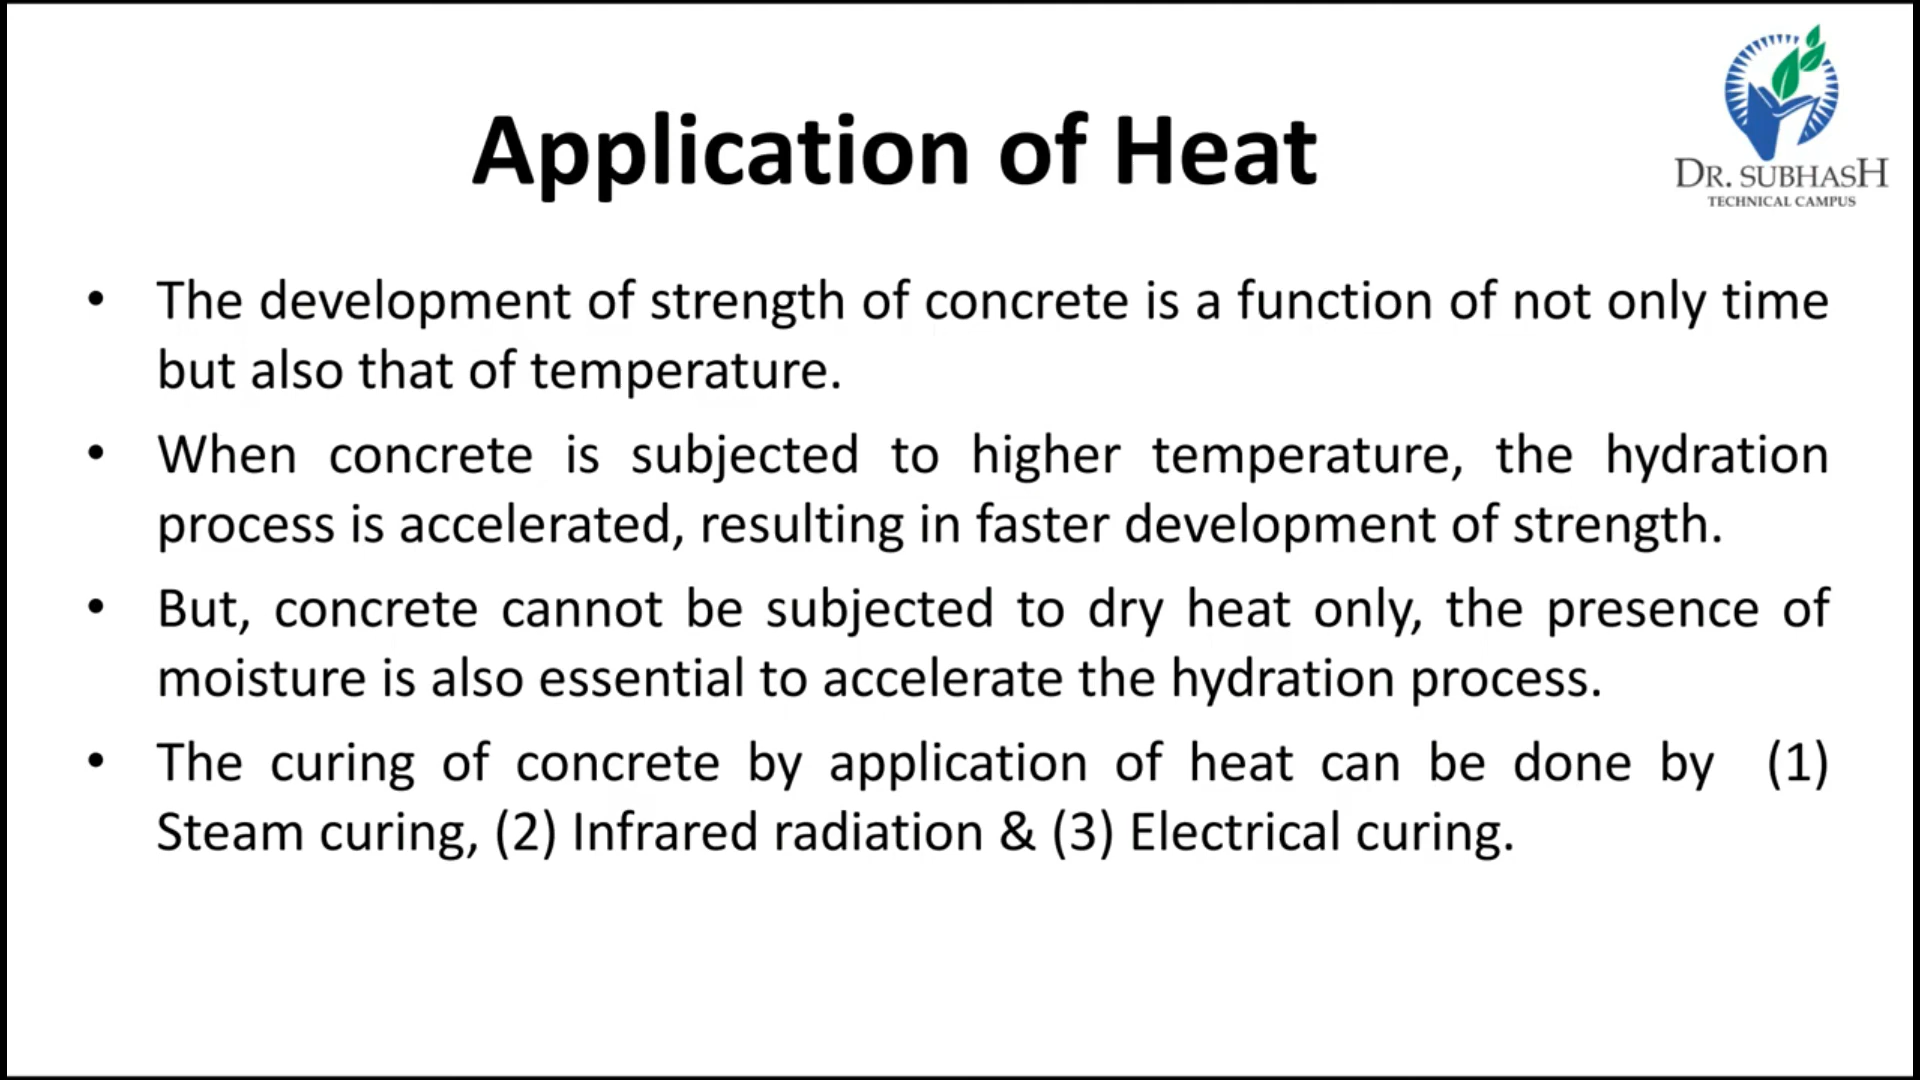 Application of Heat
DR. SUBHASH
TECHNICAL CAMPUS
• The development of strength of concrete is a function of not only time
but also that of temperature.
• When concrete is subjected to higher temperature, the hydration
process is accelerated, resulting in faster development of strength.
• But, concrete cannot be subjected to dry heat only, the presence of
moisture is also essential to accelerate the hydration process.
• The curing of concrete by application of heat can be done by (1)
Steam curing, (2) Infrared radiation & (3) Electrical curing.